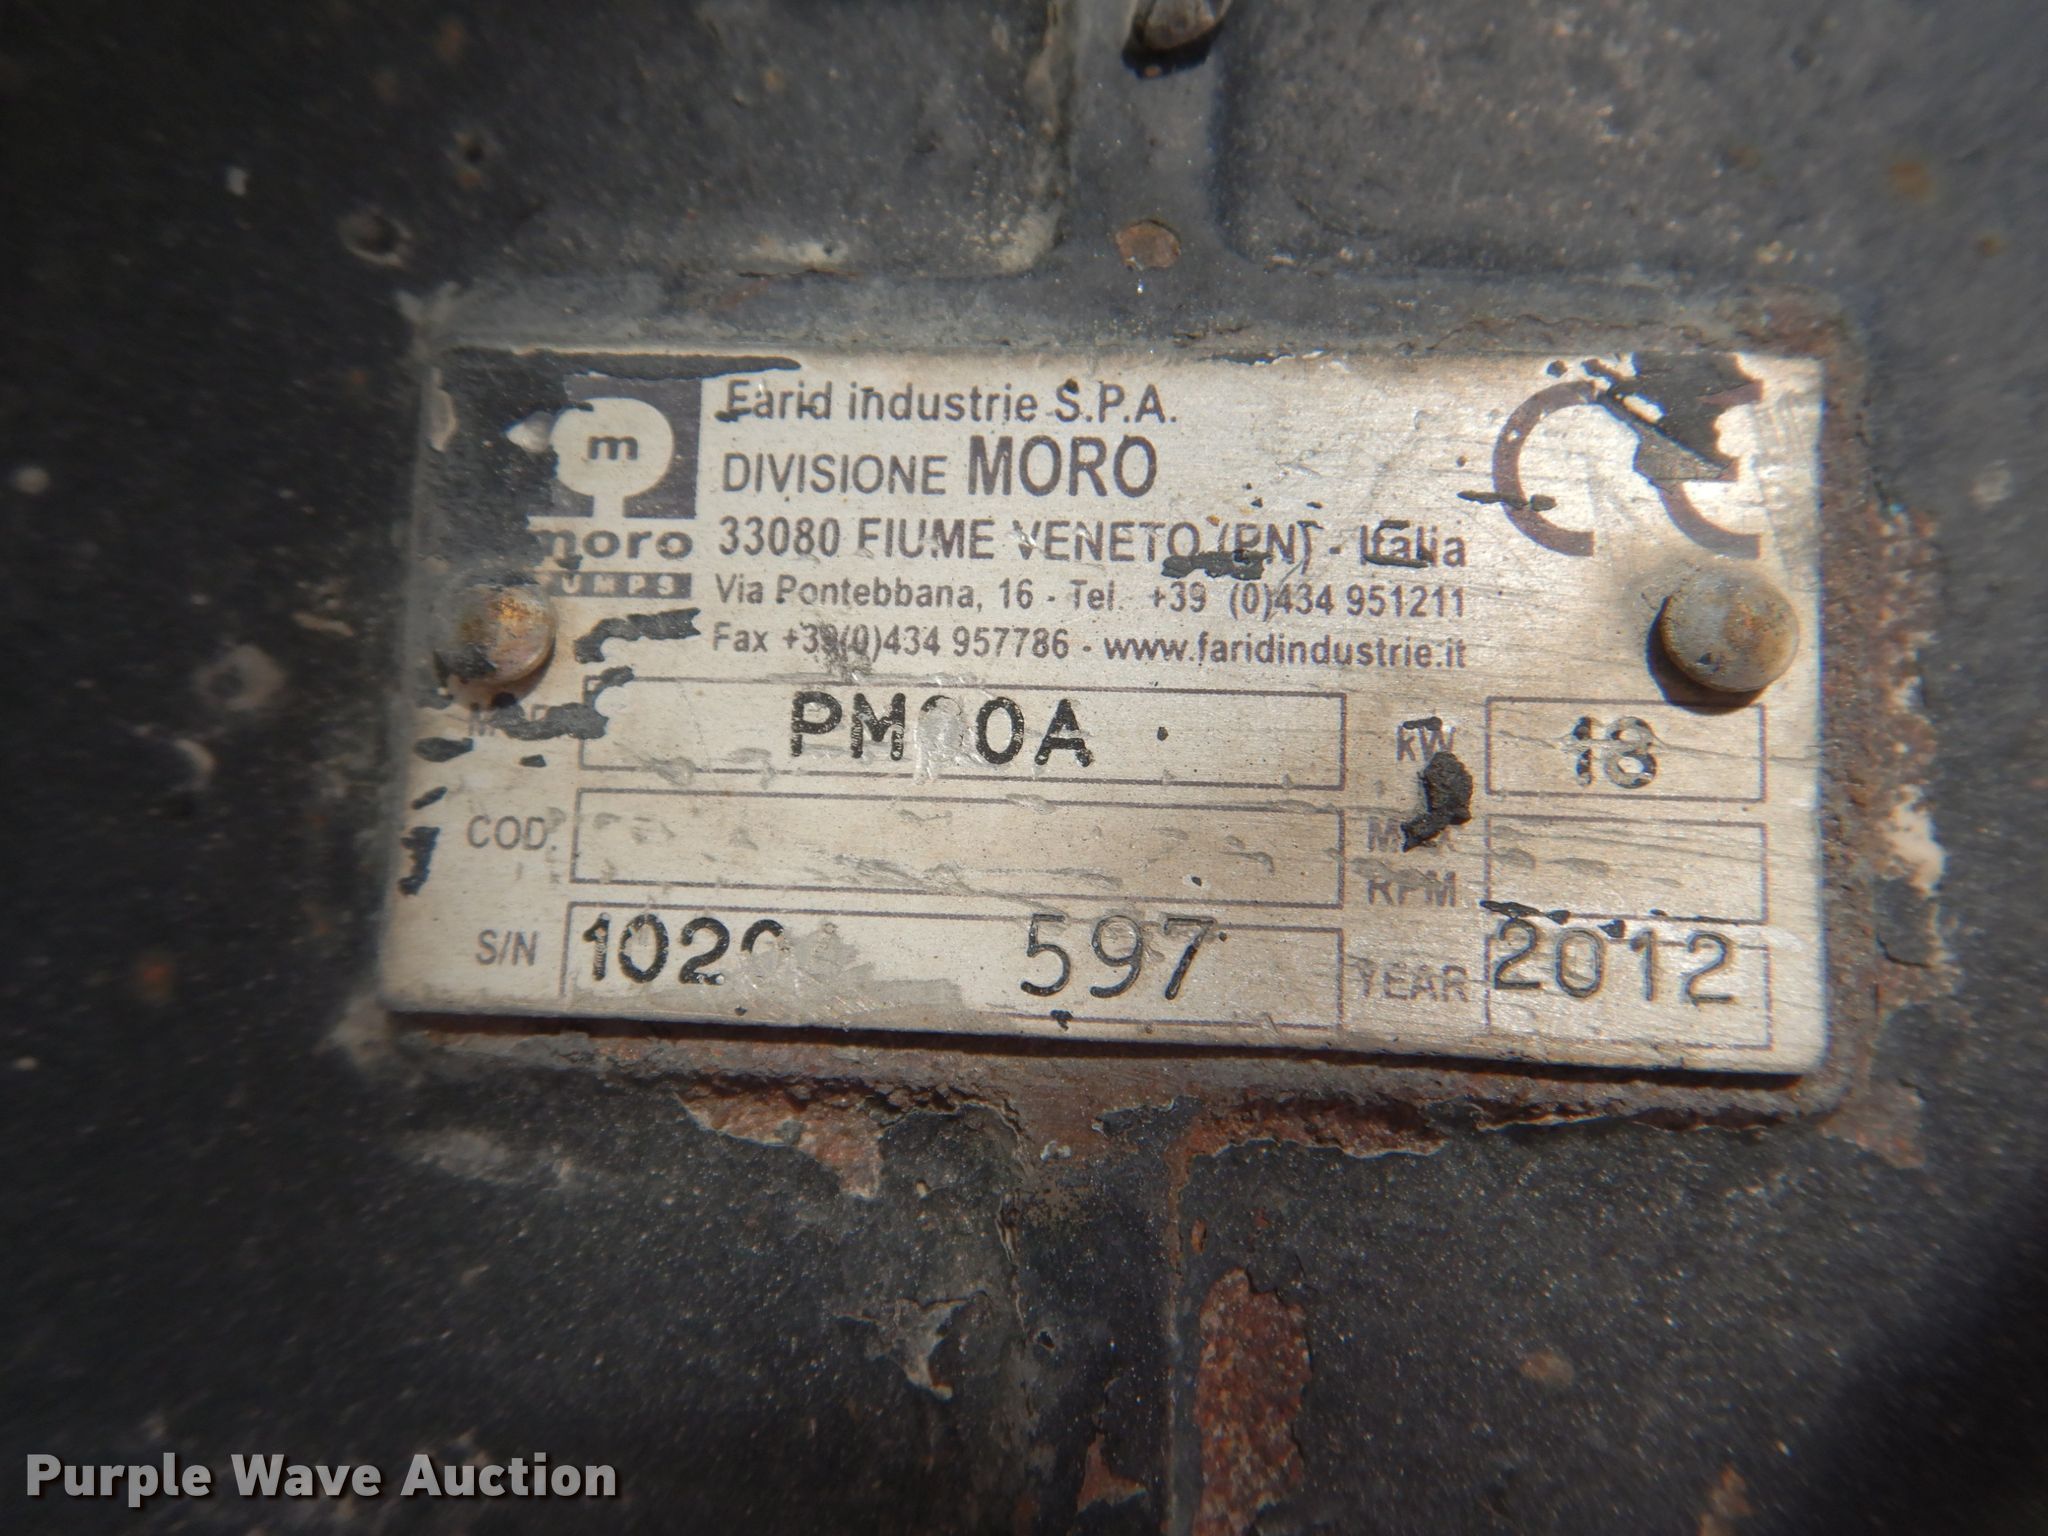 m
moro
Farid industrie S.P.A.
DIVISIONE MORO
33080 FIUME VENETO (PN) - Italia
Via Pontebbana, 16 - Tel. +39 (0)434 951211
Fax +39(0)434 957786 - www.faridindustrie.it
kW 18
COD.
RPM
S/N 597 YEAR 2012
Purple Wave Auction